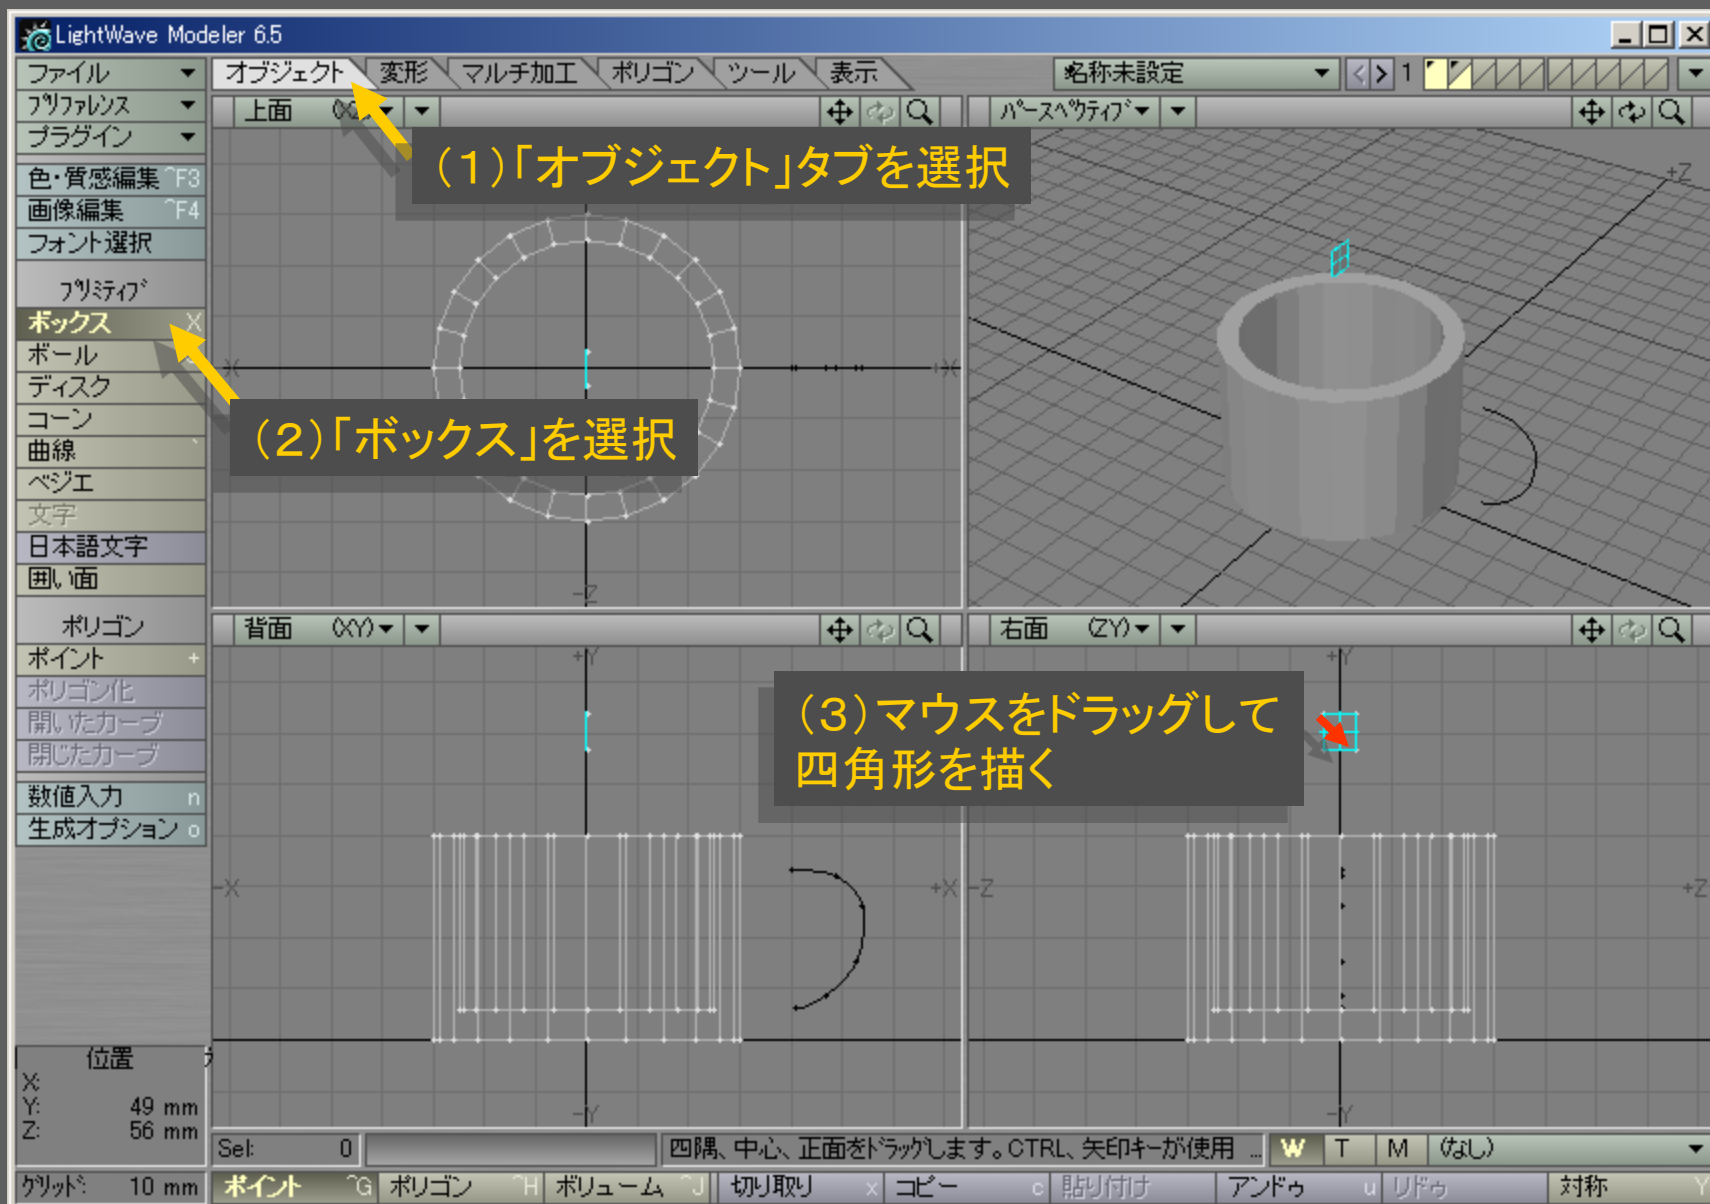 LightWave Modeler 6.5
ファイル
オブジェクト 変形 マルチ加工 ポリゴン ツール 表示 名称未設定 1
プリファレンス
上面 パースペクティブ
プラグイン
(1)「オブジェクト」タブを選択
色・質感編集 ^F3
画像編集 ^F4
フォント選択
+Z
プリミティブ
ボックス X
ボール
-X +X
ディスク
コーン
(2)「ボックス」を選択
曲線 `
ベジエ
文字
日本語文字
囲い面
-Z
ポリゴン
背面 (XY) 右面 (ZY)
ポイント +
+Y +Y
ポリゴン化
開いたカーブ
閉じたカーブ
(3)マウスをドラッグして
四角形を描く
数値入力 n
生成オプション o
-X +X -Z +Z
位置
X:
Y: 49 mm
Z: 56 mm
-Y -Y
Sel: 0 四隅、中心、正面をドラッグします。CTRL、矢印キーが使用 ... W T M (なし)
グリッド: 10 mm ポイント ^G ポリゴン ^H ボリューム ^J 切り取り x コピー c 貼り付け アンドゥ u リドゥ 対称 Y